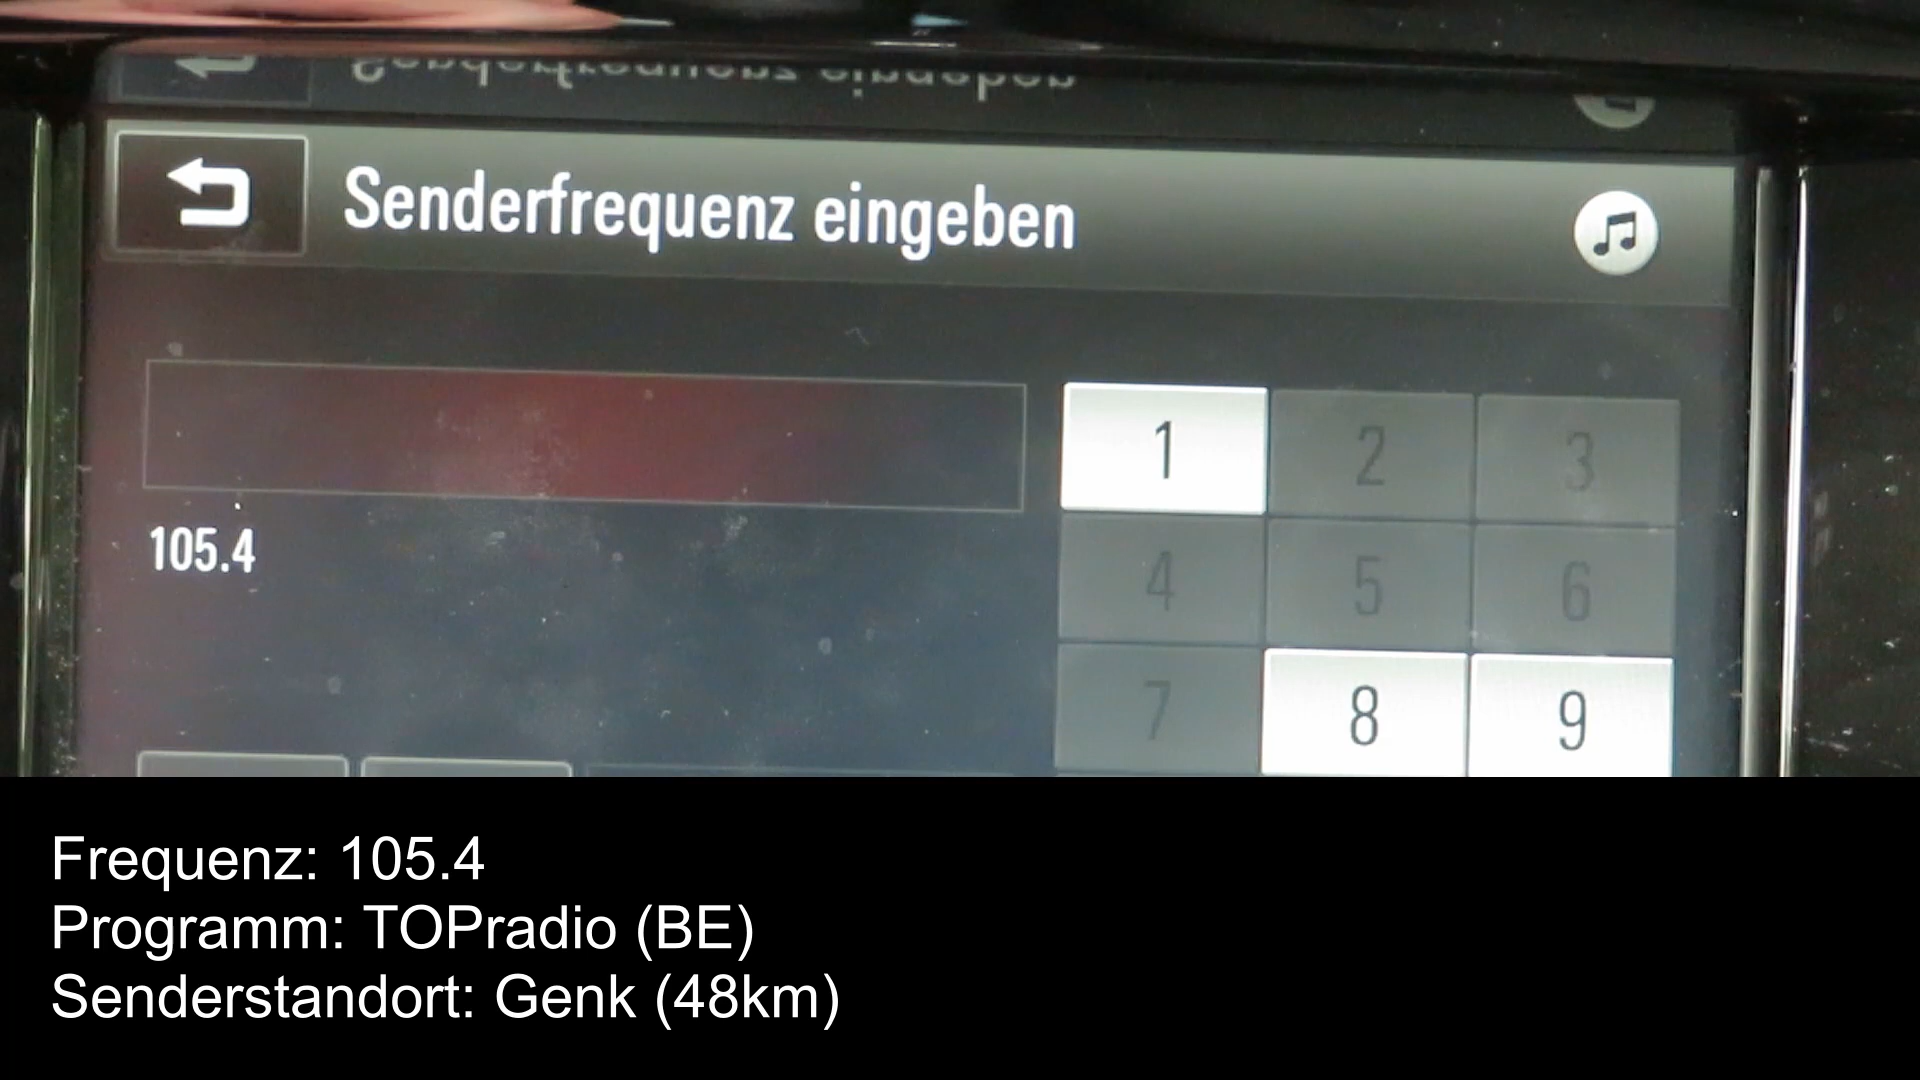 Senderfrequenz eingeben
1 2 3
105.4
4 5 6
7 8 9
Frequenz: 105.4
Programm: TOPradio (BE)
Senderstandort: Genk (48km)